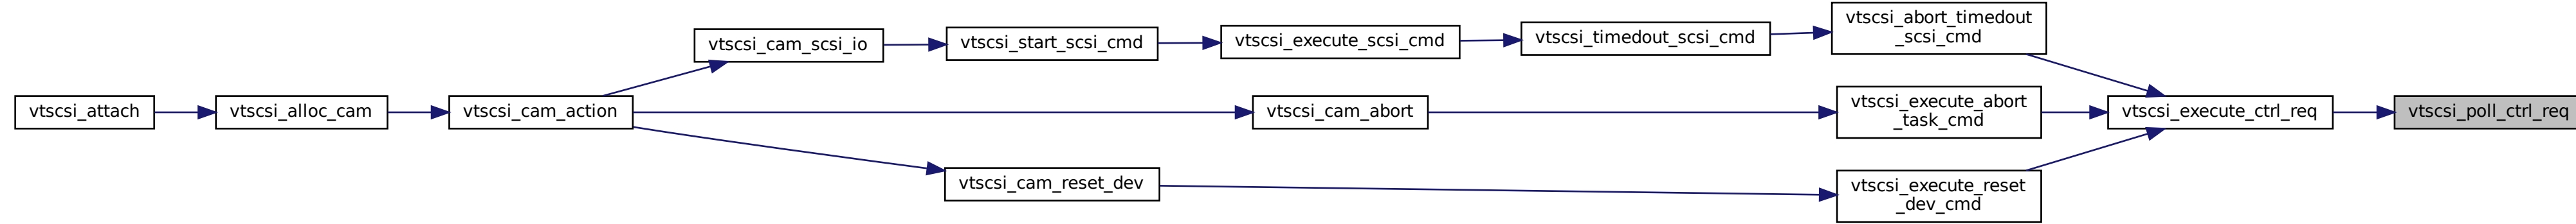 vtscsi_attach
vtscsi_alloc_cam
vtscsi_cam_action
vtscsi_cam_scsi_io
vtscsi_start_scsi_cmd
vtscsi_execute_scsi_cmd
vtscsi_timedout_scsi_cmd
vtscsi_abort_timedout
_scsi_cmd
vtscsi_cam_abort
vtscsi_execute_abort
_task_cmd
vtscsi_cam_reset_dev
vtscsi_execute_reset
_dev_cmd
vtscsi_execute_ctrl_req
vtscsi_poll_ctrl_req